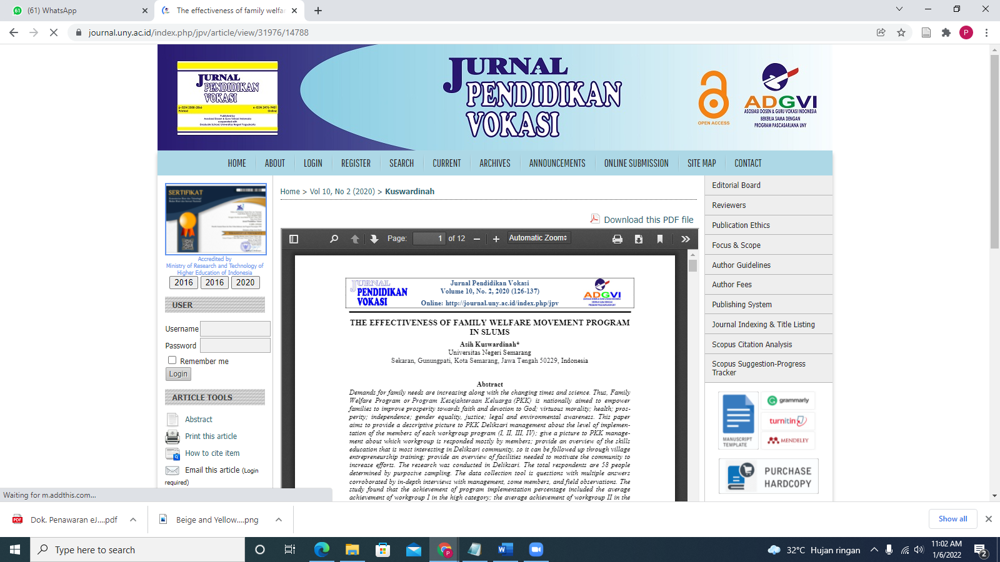 (61) WhatsApp
The effectiveness of family welfar
journal.uny.ac.id/index.php/jpv/article/view/31976/14788
P
JURNAL
PENDIDIKAN
VOKASI
p-ISSN 2088-2866
Printed
e-ISSN 2476-9401
Online
Published by
Asosiasi Dosen & Guru Vokasi Indonesia
cooperated with
Graduate School, Universitas Negeri Yogyakarta
JURNAL
PENDIDIKAN
VOKASI
OPEN ACCESS
ADGVI
ASOSIASI DOSEN & GURU VOKASI INDONESIA
BEKERJA SAMA DENGAN
PROGRAM PASCASARJANA UNY
HOME
ABOUT
LOGIN
REGISTER
SEARCH
CURRENT
ARCHIVES
ANNOUNCEMENTS
ONLINE SUBMISSION
SITE MAP
CONTACT
SERTIFIKAT
Accredited by
Ministry of Research and Technology of
Higher Education of Indonesia
2016 2016 2020
USER
Username
Password
Remember me
Login
ARTICLE TOOLS
Abstract
Print this article
How to cite item
Email this article (Login
required)
Home > Vol 10, No 2 (2020) > Kuswardinah
Download this PDF file
Page: 1 of 12
Automatic Zoom
JURNAL
PENDIDIKAN
VOKASI
Jurnal Pendidikan Vokasi
Volume 10, No. 2, 2020 (126-137)
Online: http://journal.uny.ac.id/index.php/jpv
ADGVI
THE EFFECTIVENESS OF FAMILY WELFARE MOVEMENT PROGRAM
IN SLUMS
Asih Kuswardinah*
Universitas Negeri Semarang
Sekaran, Gunungpati, Kota Semarang, Jawa Tengah 50229, Indonesia
Abstract
Demands for family needs are increasing along with the changing times and science. Thus, Family
Welfare Program or Program Kesejahteraan Keluarga (PKK) is nationally aimed to empower
families to improve prosperity towards faith and devotion to God; virtuous morality; health; pros-
perity; independence; gender equality, justice; legal and environmental awareness. This paper
aims to provide a descriptive picture to PKK Deliksari management about the level of implemen-
tation of the members of each workgroup program (I, II, III, IV); give a picture to PKK manage-
ment about which workgroup is responded mostly by members; provide an overview of the skills
education that is most interesting in Deliksari community, so it can be followed up through village
entrepreneurship training; provide an overview of facilities needed to motivate the community to
increase efforts. The research was conducted in Deliksari. The total respondents are 58 people
determined by purposive sampling. The data collection tool is questions with multiple answers
corroborated by in-depth interviews with management, some members, and field observations. The
study found that the achievement of program implementation percentage included the average
achievement of workgroup I in the high category; the average achievement of workgroup II in the
Editorial Board
Reviewers
Publication Ethics
Focus & Scope
Author Guidelines
Author Fees
Publishing System
Journal Indexing & Title Listing
Scopus Citation Analysis
Scopus Suggestion-Progress
Tracker
MANUSCRIPT
TEMPLATE
grammarly
turnitin
MENDELEY
PURCHASE
HARDCOPY
Waiting for m.addthis.com...
Dok. Penawaran eJ....pdf
Beige and Yellow....png
Show all
Type here to search
32°C Hujan ringan
11:02 AM
1/6/2022
2